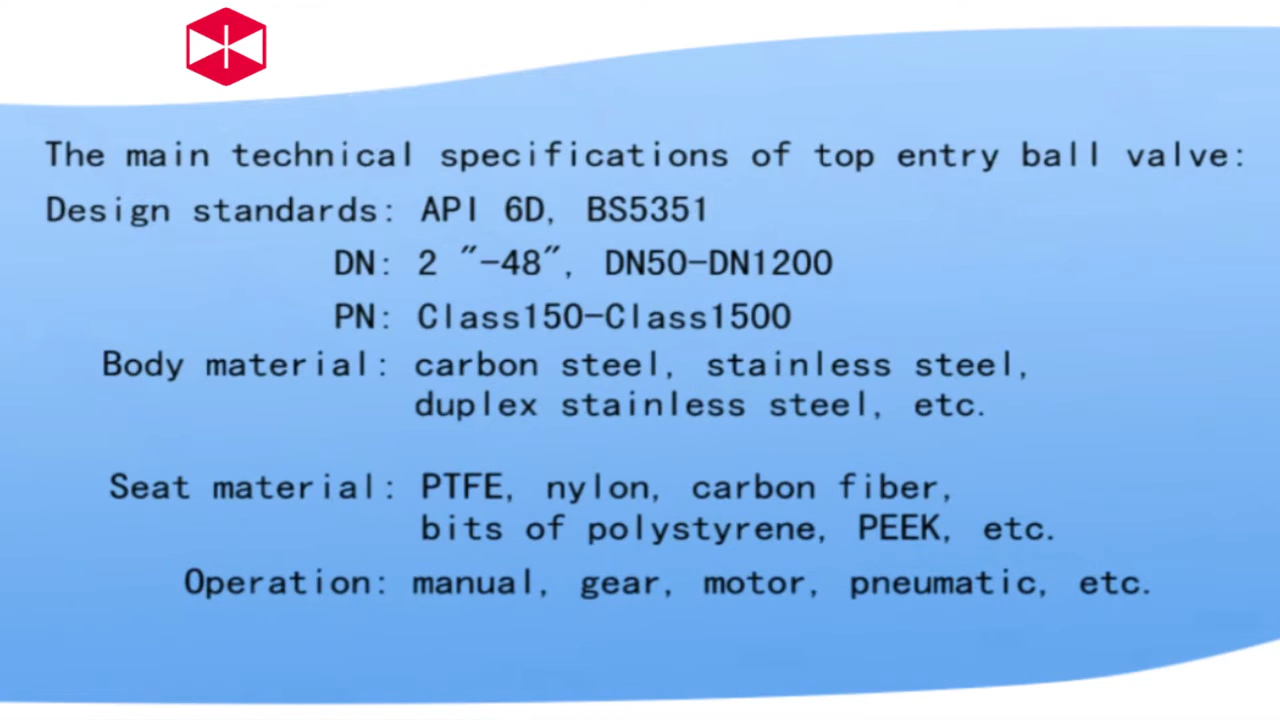 The main technical specifications of top entry ball valve:
Design standards: API 6D, BS5351
DN: 2 "-48", DN50-DN1200
PN: Class150-Class1500
Body material: carbon steel, stainless steel,
duplex stainless steel, etc.
Seat material: PTFE, nylon, carbon fiber,
bits of polystyrene, PEEK, etc.
Operation: manual, gear, motor, pneumatic, etc.